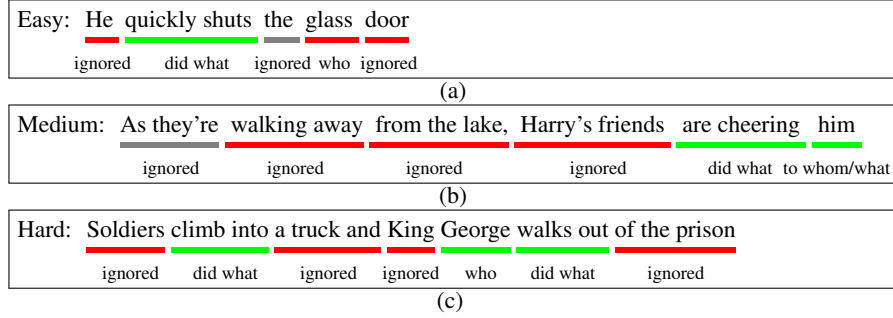 Easy: He quickly shuts the glass door
ignored did what ignored who ignored
(a)
Medium: As they're walking away from the lake, Harry's friends are cheering him
ignored ignored ignored ignored did what to whom/what
(b)
Hard: Soldiers climb into a truck and King George walks out of the prison
ignored did what ignored ignored who did what ignored
(c)